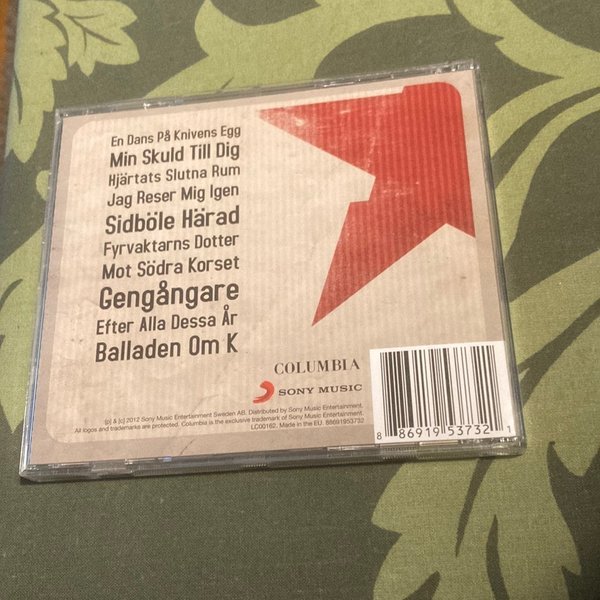 En Dans På Knivens Egg
Min Skuld Till Dig
Hjärtats Slutna Rum
Jag Reser Mig Igen
Sidböle Härad
Fyrvaktarns Dotter
Mot Södra Korset
Gengångare
Efter Alla Dessa År
Balladen Om K
COLUMBIA
SONY MUSIC
(p) & (c) 2012 Sony Music Entertainment Sweden AB. Distributed by Sony Music Entertainment.
All logos and trademarks are protected. Columbia is the exclusive trademark of Sony Music Entertainment.
LC00162. Made in the EU. 88691953732
8 86919 53732 1